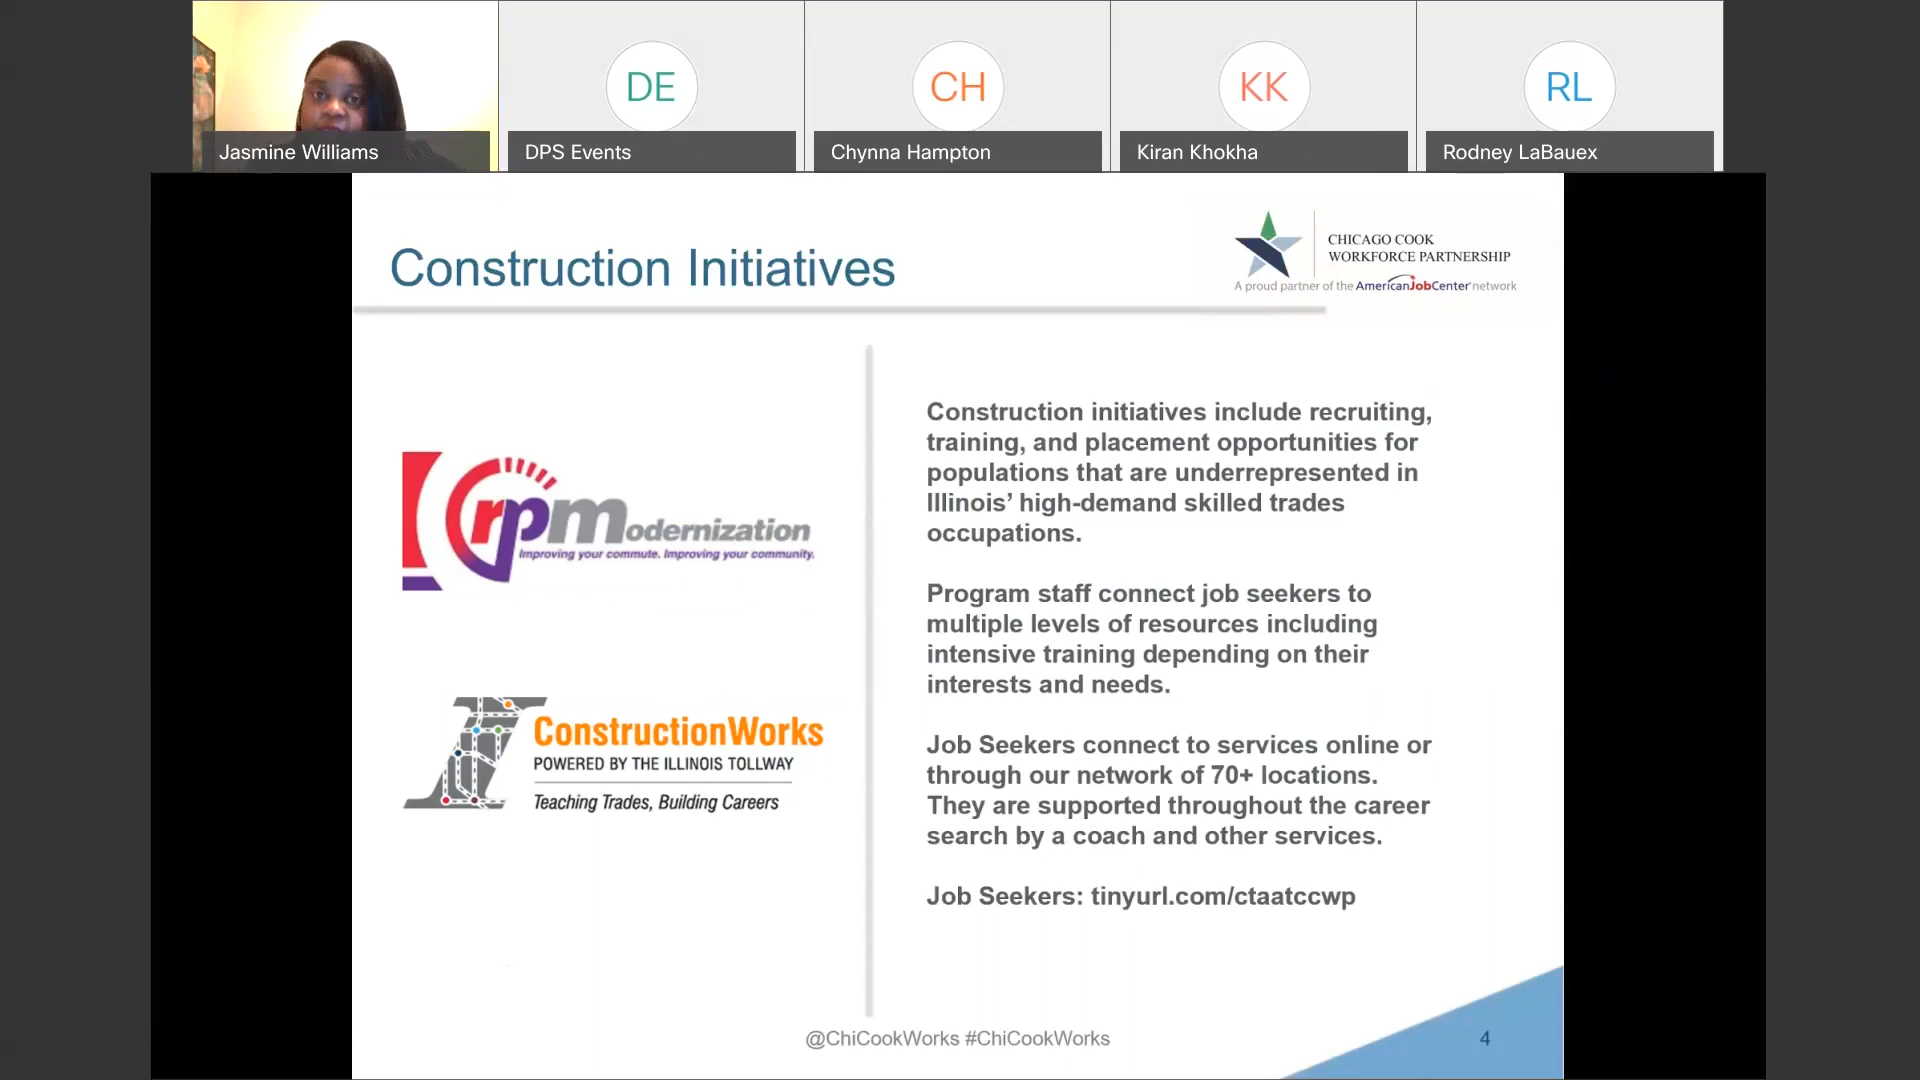 DE
CH
KK
RL
Jasmine Williams
DPS Events
Chynna Hampton
Kiran Khokha
Rodney LaBauex
Construction Initiatives
CHICAGO COOK
WORKFORCE PARTNERSHIP
A proud partner of the AmericanJobCenter network
rpmodernization
Improving your commute. Improving your community.
ConstructionWorks
POWERED BY THE ILLINOIS TOLLWAY
Teaching Trades, Building Careers
Construction initiatives include recruiting,
training, and placement opportunities for
populations that are underrepresented in
Illinois’ high-demand skilled trades
occupations.
Program staff connect job seekers to
multiple levels of resources including
intensive training depending on their
interests and needs.
Job Seekers connect to services online or
through our network of 70+ locations.
They are supported throughout the career
search by a coach and other services.
Job Seekers: tinyurl.com/ctaatccwp
@ChiCookWorks #ChiCookWorks
4